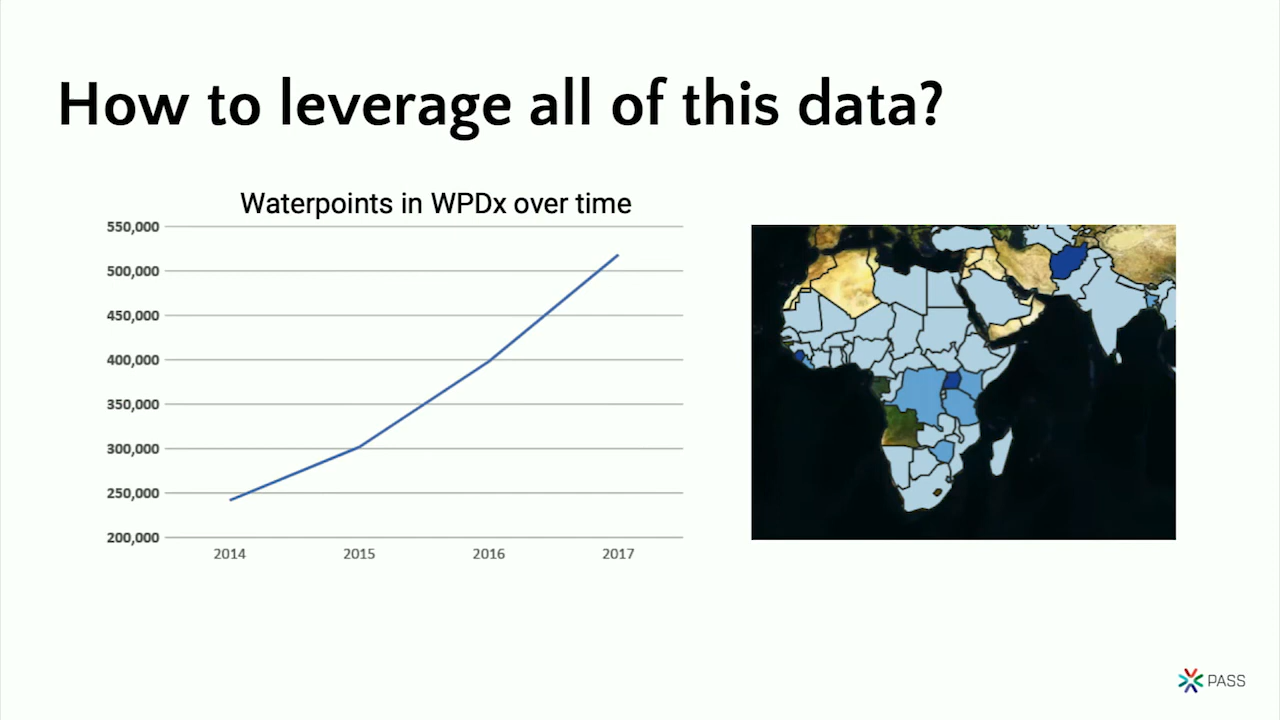 How to leverage all of this data?
Waterpoints in WPDx over time
550,000
500,000
450,000
400,000
350,000
300,000
250,000
200,000
2014 2015 2016 2017
PASS